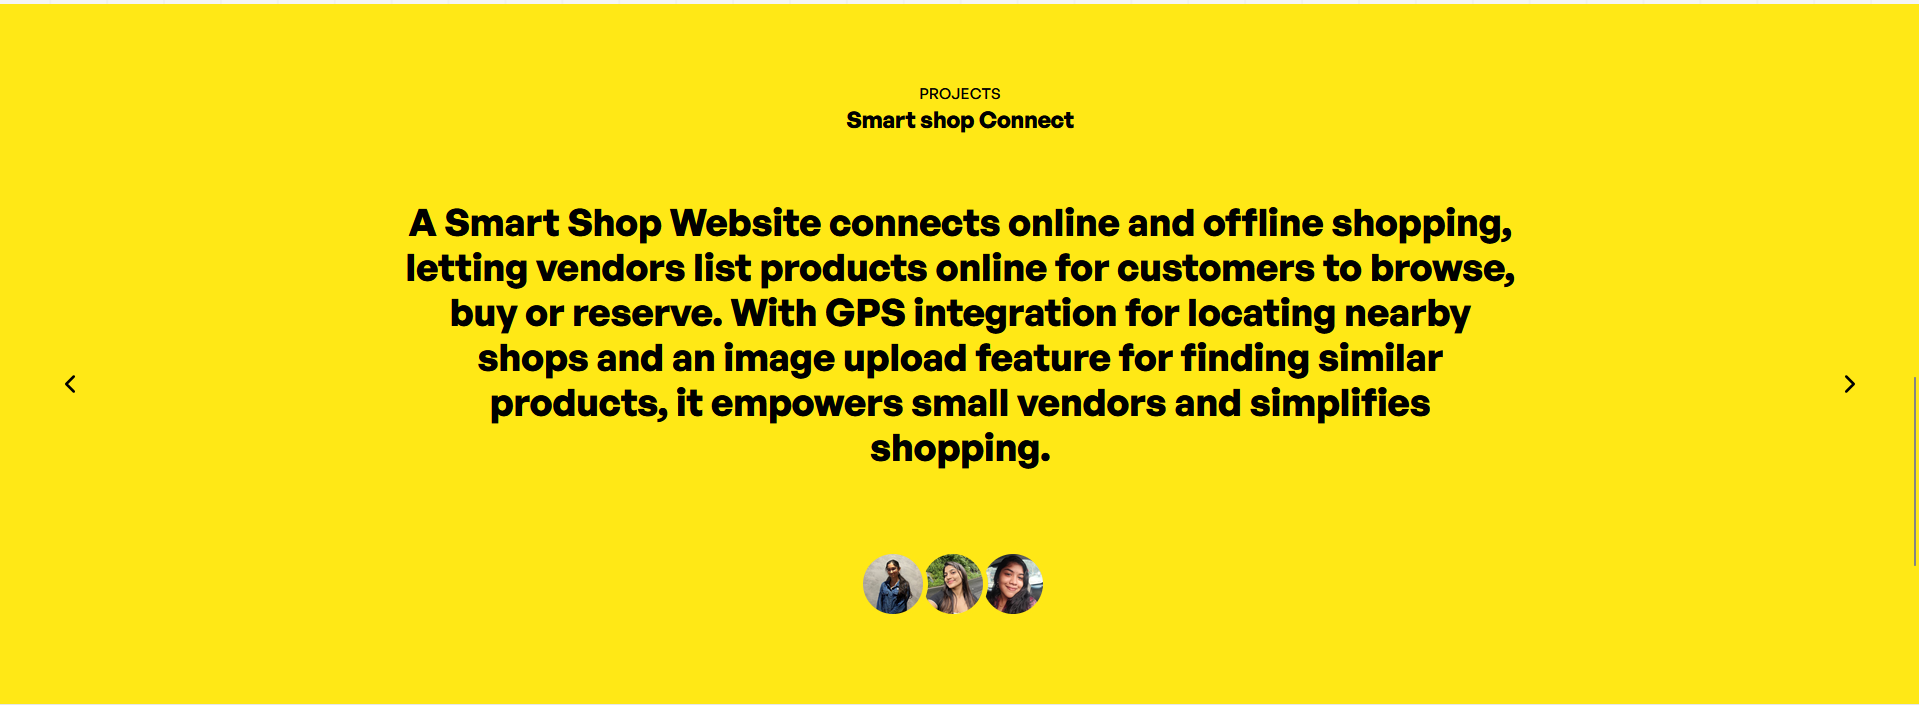 PROJECTS
Smart shop Connect
A Smart Shop Website connects online and offline shopping,
letting vendors list products online for customers to browse,
buy or reserve. With GPS integration for locating nearby
shops and an image upload feature for finding similar
products, it empowers small vendors and simplifies
shopping.